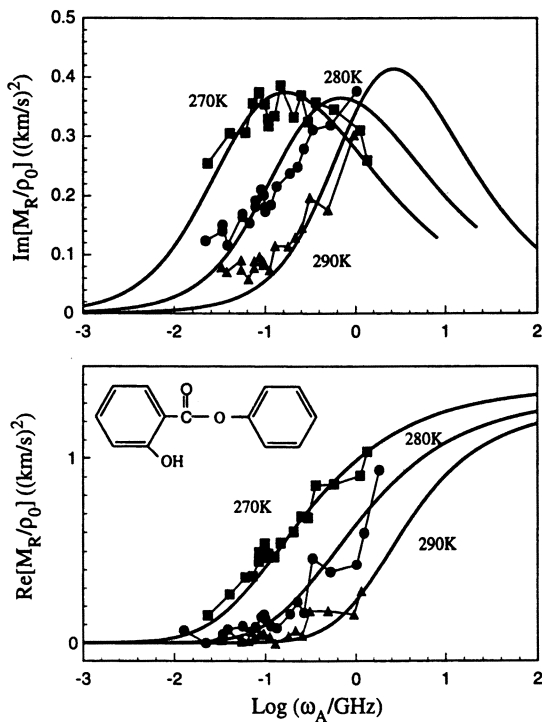 Im[M_R/ρ_0] ((km/s)^2)
0.5
0.4
0.3
0.2
0.1
0
270K
280K
290K
-3
-2
-1
0
1
2
Re[M_R/ρ_0] ((km/s)^2)
1
0
O
C
O
OH
270K
280K
290K
-3
-2
-1
0
1
2
Log (ω_A/GHz)